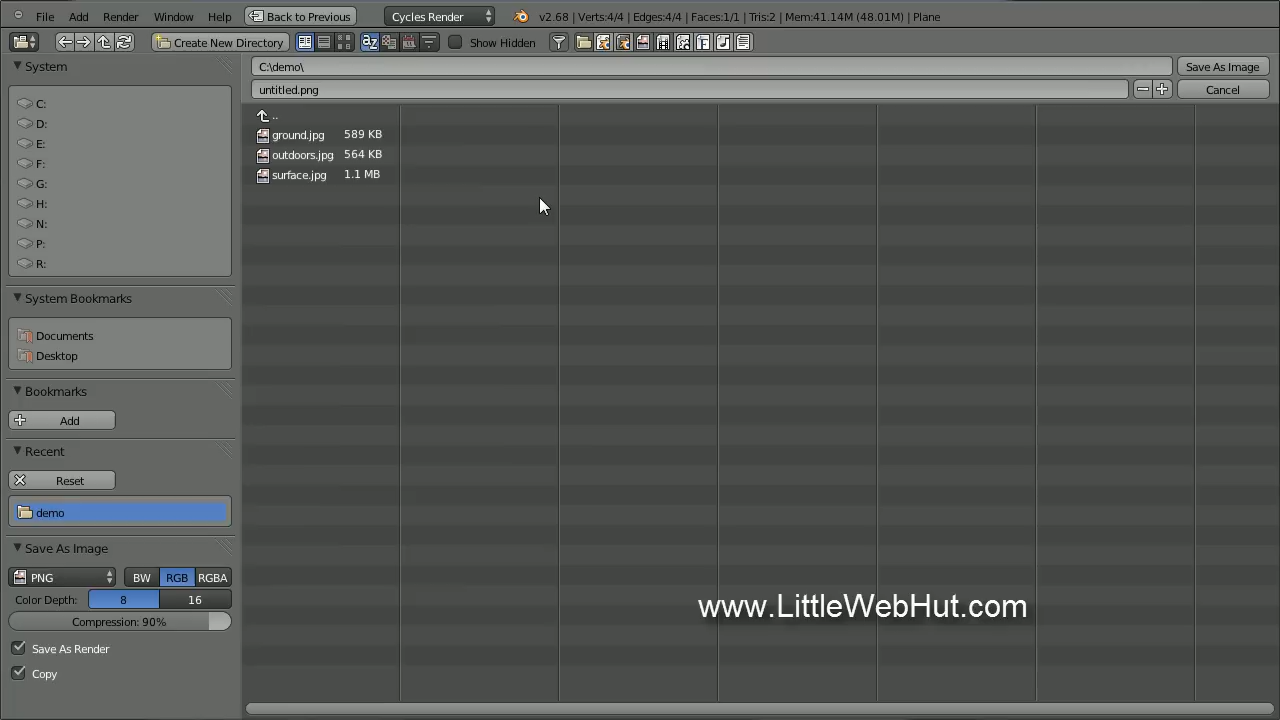 File Add Render Window Help Back to Previous Cycles Render v2.68 | Verts:4/4 | Edges:4/4 | Faces:1/1 | Tris:2 | Mem:41.14M (48.01M) | Plane
Create New Directory Show Hidden
System
C:\demo\ Save As Image
untitled.png Cancel
C:
D:
E:
F:
G:
H:
N:
P:
R:
..
ground.jpg 589 KB
outdoors.jpg 564 KB
surface.jpg 1.1 MB
System Bookmarks
Documents
Desktop
Bookmarks
Add
Recent
Reset
demo
Save As Image
PNG BW RGB RGBA
Color Depth: 8 16
Compression: 90%
Save As Render
Copy
www.LittleWebHut.com